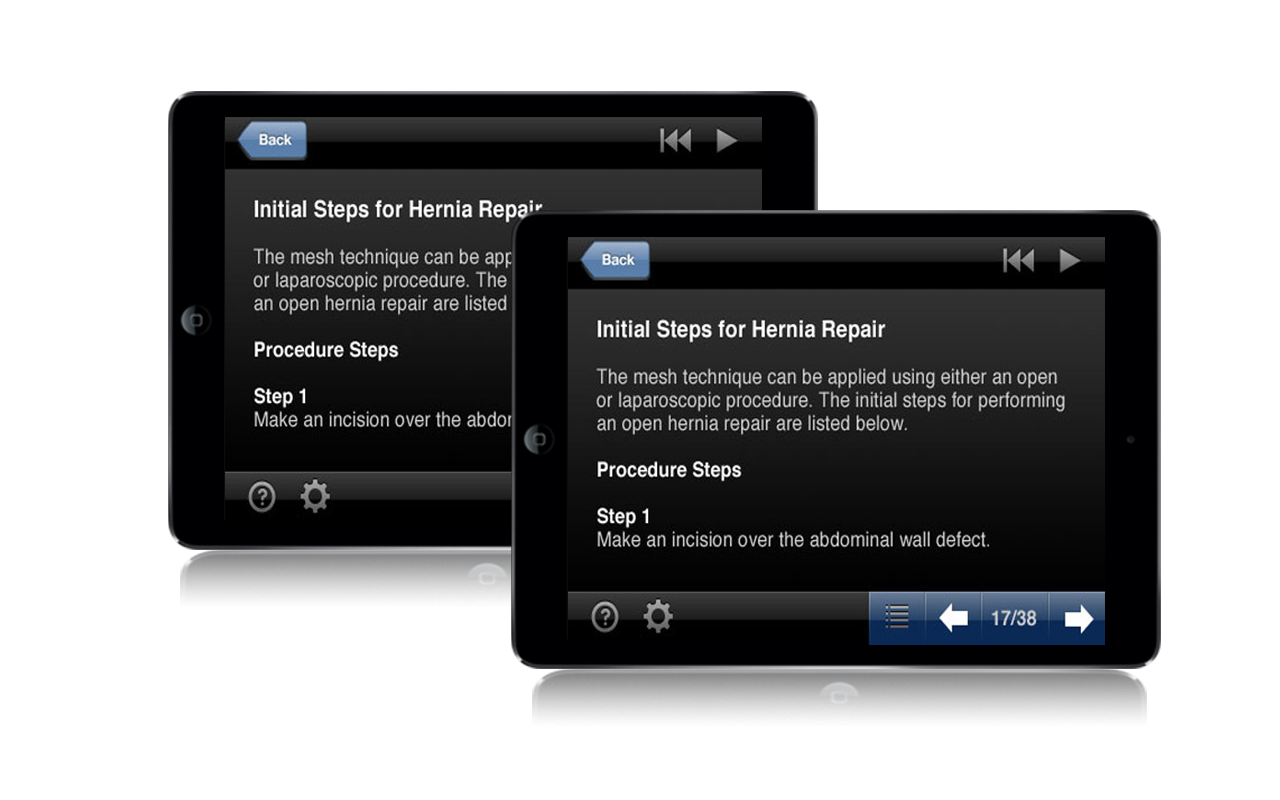 Back
Initial Steps for Hernia Repair
The mesh technique can be
or laparoscopic procedure. The
an open hernia repair are listed
Procedure Steps
Step 1
Make an incision over the
Back
Initial Steps for Hernia Repair
The mesh technique can be applied using either an open
or laparoscopic procedure. The initial steps for performing
an open hernia repair are listed below.
Procedure Steps
Step 1
Make an incision over the abdominal wall defect.
17/38